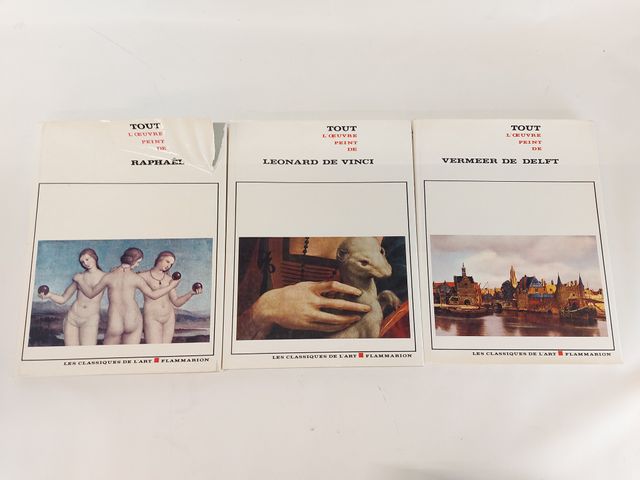 TOUT
L'ŒUVRE
PEINT
DE
RAPHAËL
LES CLASSIQUES DE L'ART FLAMMARION
TOUT
L'ŒUVRE
PEINT
DE
LEONARD DE VINCI
LES CLASSIQUES DE L'ART FLAMMARION
TOUT
L'ŒUVRE
PEINT
DE
VERMEER DE DELFT
LES CLASSIQUES DE L'ART FLAMMARION